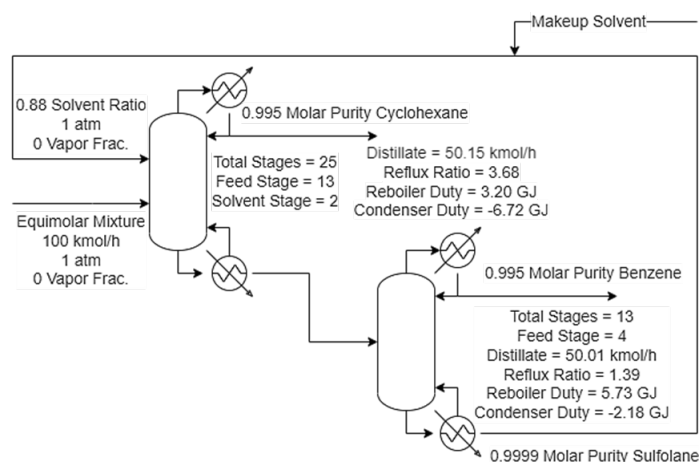 Makeup Solvent
0.88 Solvent Ratio
1 atm
0 Vapor Frac.
0.995 Molar Purity Cyclohexane
Total Stages = 25
Feed Stage = 13
Solvent Stage = 2
Distillate = 50.15 kmol/h
Reflux Ratio = 3.68
Reboiler Duty = 3.20 GJ
Condenser Duty = -6.72 GJ
Equimolar Mixture
100 kmol/h
1 atm
0 Vapor Frac.
0.995 Molar Purity Benzene
Total Stages = 13
Feed Stage = 4
Distillate = 50.01 kmol/h
Reflux Ratio = 1.39
Reboiler Duty = 5.73 GJ
Condenser Duty = -2.18 GJ
0.9999 Molar Purity Sulfolane